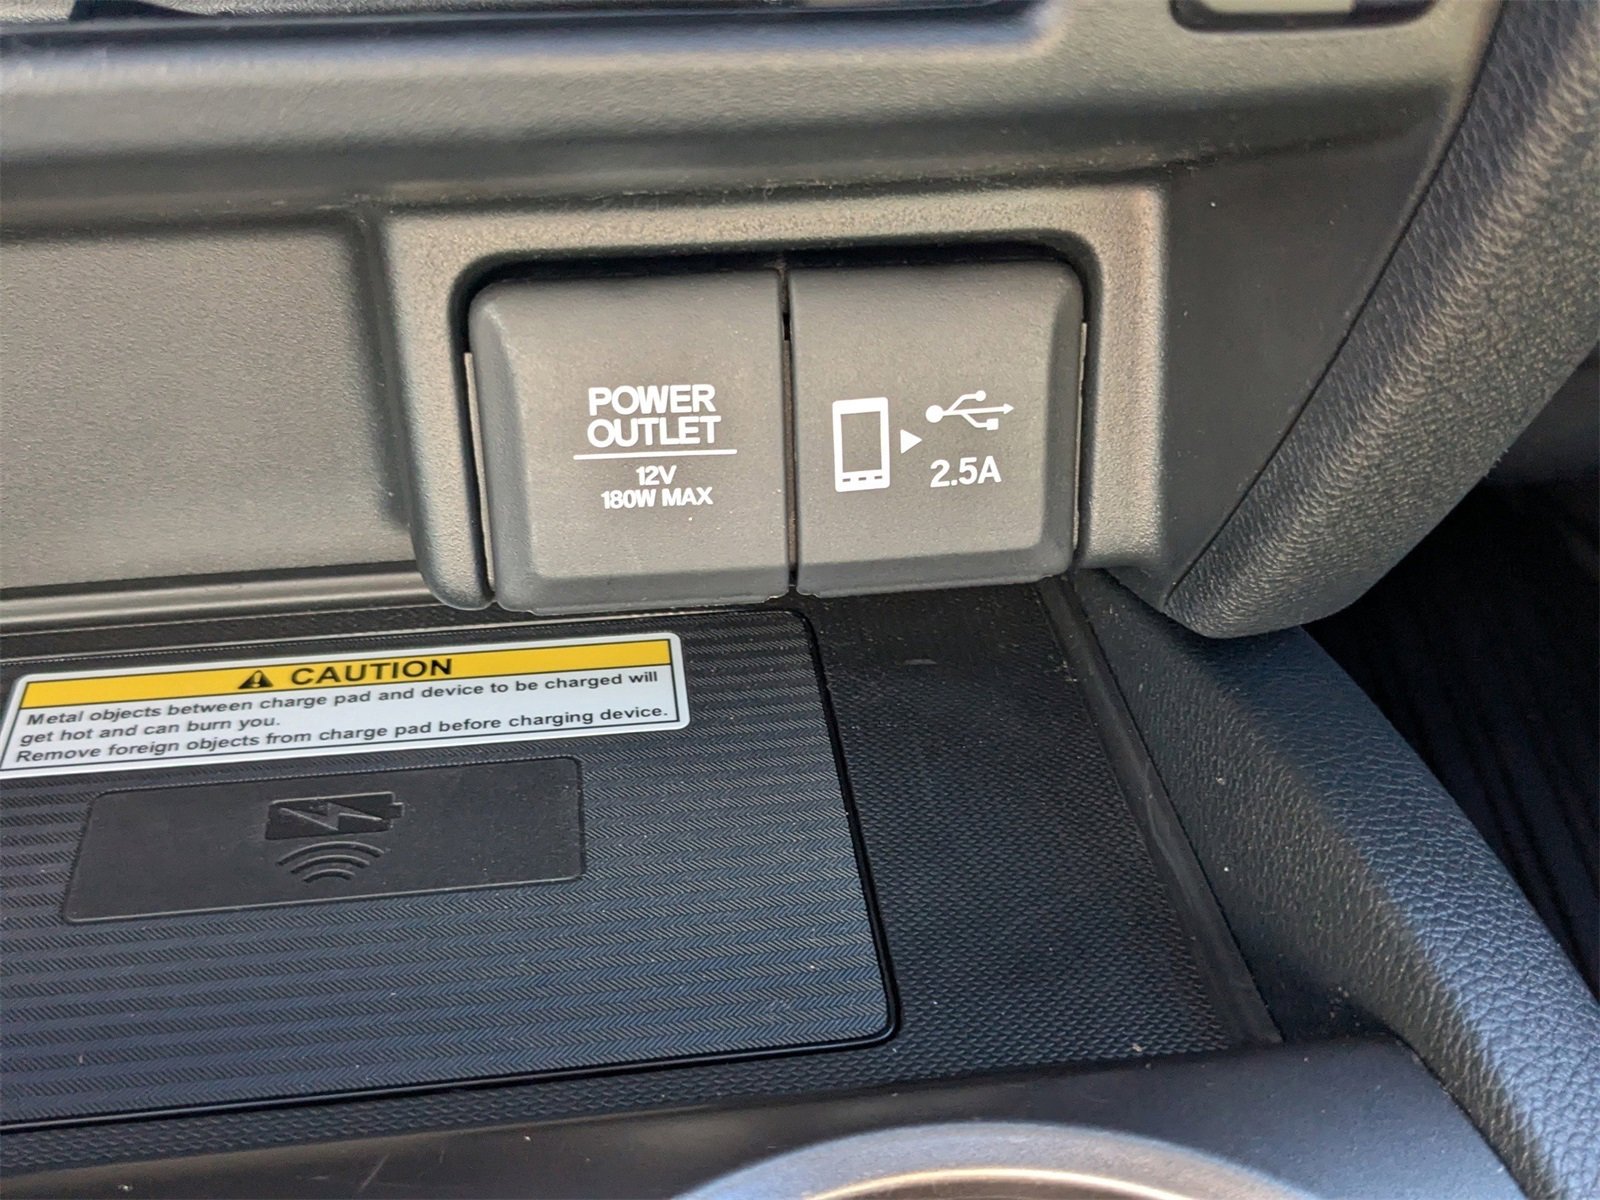 POWER
OUTLET
12V
180W MAX
2.5A
CAUTION
Metal objects between charge pad and device to be charged will
get hot and can burn you.
Remove foreign objects from charge pad before charging device.